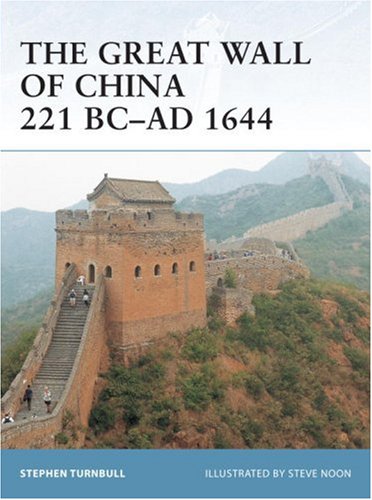 THE GREAT WALL
OF CHINA
221 BC–AD 1644
STEPHEN TURNBULL
ILLUSTRATED BY STEVE NOON